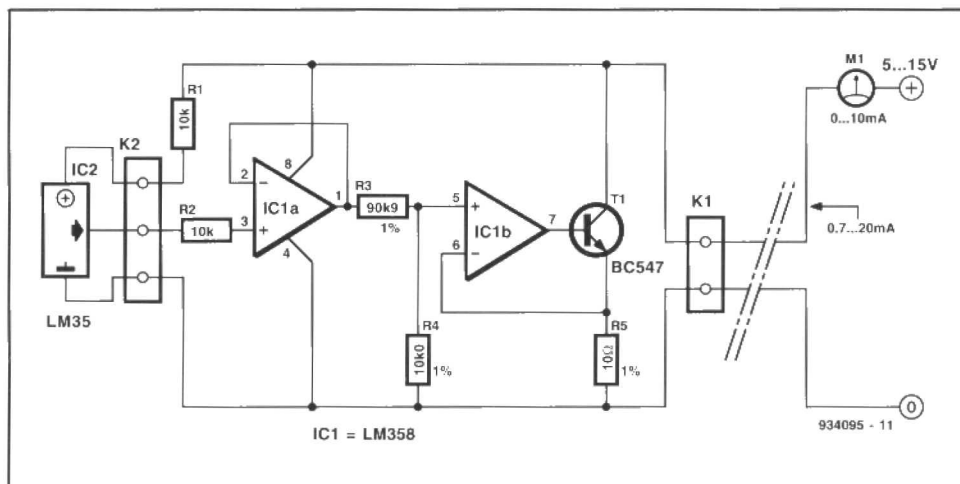 M1
5...15V
+
0...10mA
R1
10k
K2
IC2
+
R2
10k
LM35
2
−
8
3
+
IC1a
1
4
R3
90k9
1%
5
+
6
−
IC1b
7
T1
BC547
R4
10k0
1%
R5
10Ω
1%
K1
0.7...20mA
0
934095 - 11
IC1 = LM358